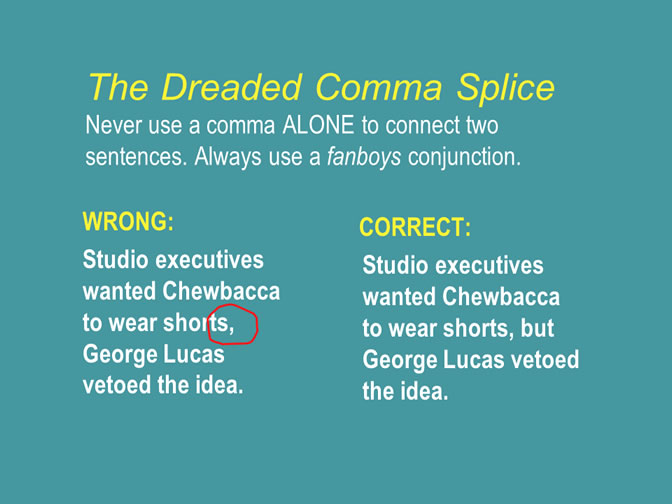 The Dreaded Comma Splice
Never use a comma ALONE to connect two
sentences. Always use a fanboys conjunction.
WRONG:
Studio executives
wanted Chewbacca
to wear shorts,
George Lucas
vetoed the idea.
CORRECT:
Studio executives
wanted Chewbacca
to wear shorts, but
George Lucas vetoed
the idea.